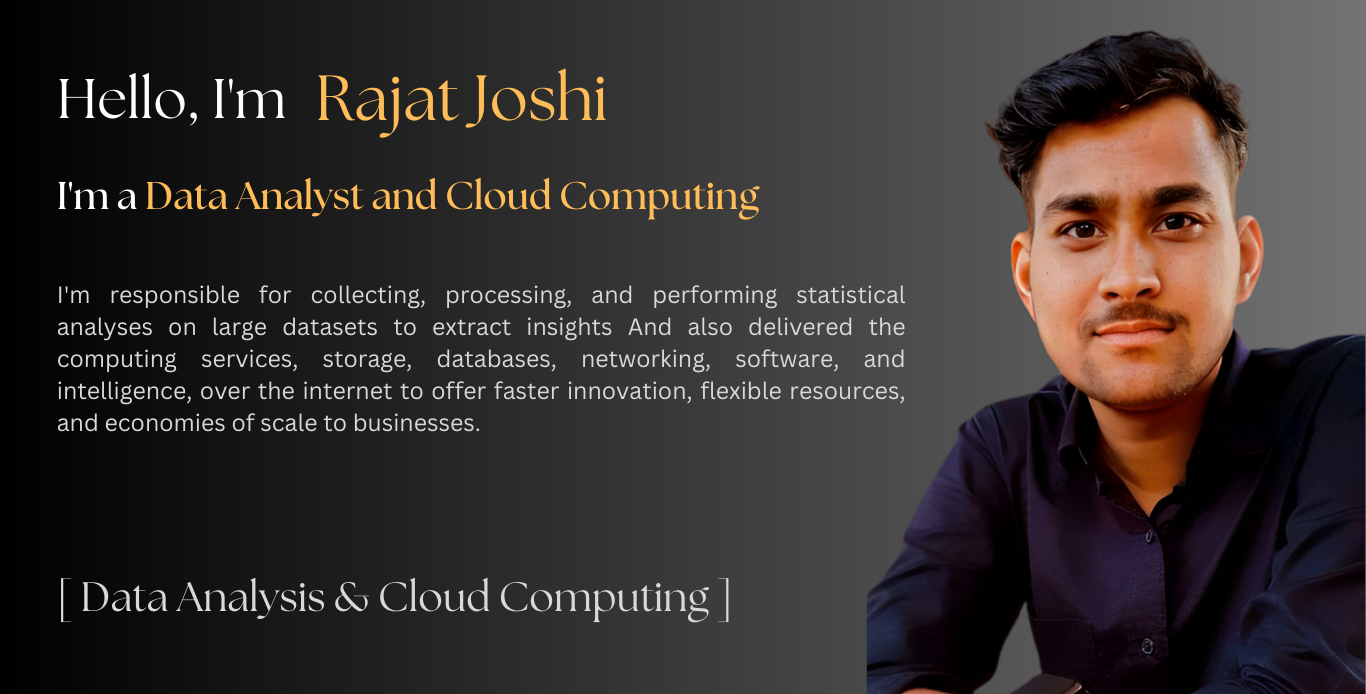 Hello, I'm Rajat Joshi
I'm a Data Analyst and Cloud Computing
I'm responsible for collecting, processing, and performing statistical
analyses on large datasets to extract insights And also delivered the
computing services, storage, databases, networking, software, and
intelligence, over the internet to offer faster innovation, flexible resources,
and economies of scale to businesses.
[ Data Analysis & Cloud Computing ]